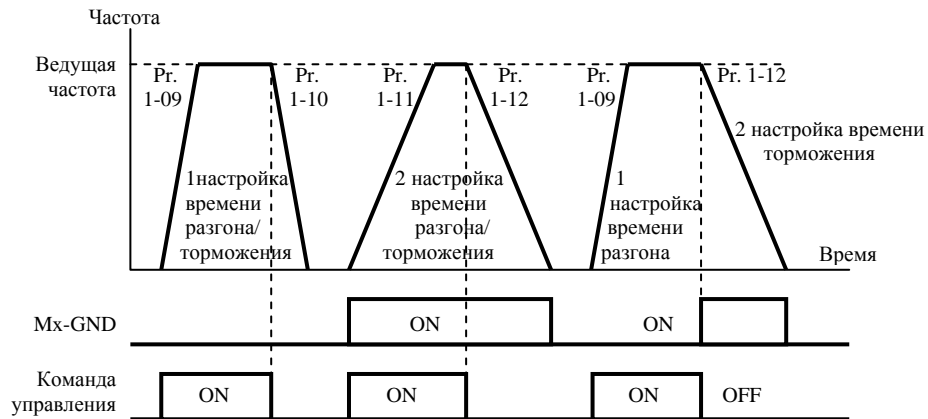 Частота
Ведущая
частота
Pr.
1-09
Pr.
1-10
Pr.
1-11
Pr.
1-12
Pr.
1-09
Pr. 1-12
2 настройка времени
торможения
1настройка
времени
разгона/
торможения
2 настройка
времени
разгона/
торможения
1
настройка
времени
разгона
Время
Mx-GND
ON
ON
Команда
управления
ON
ON
ON
OFF